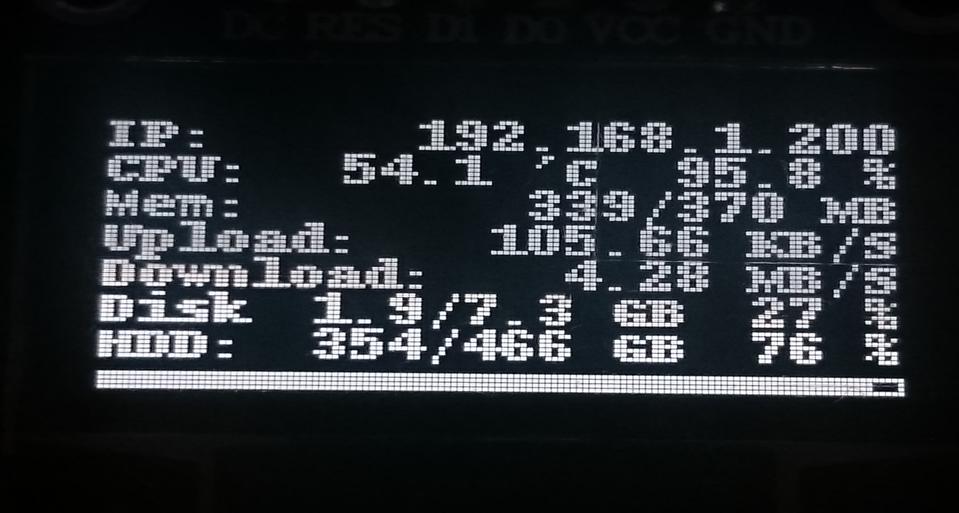 DC RES D1 D0 VCC GND
IP: 192.168.1.200
CPU: 54.1 'C 95.8 %
Mem: 339/370 MB
Upload: 105.66 KB/S
Download: 4.28 MB/S
Disk 1.9/7.3 GB 27 %
HDD: 354/466 GB 76 %